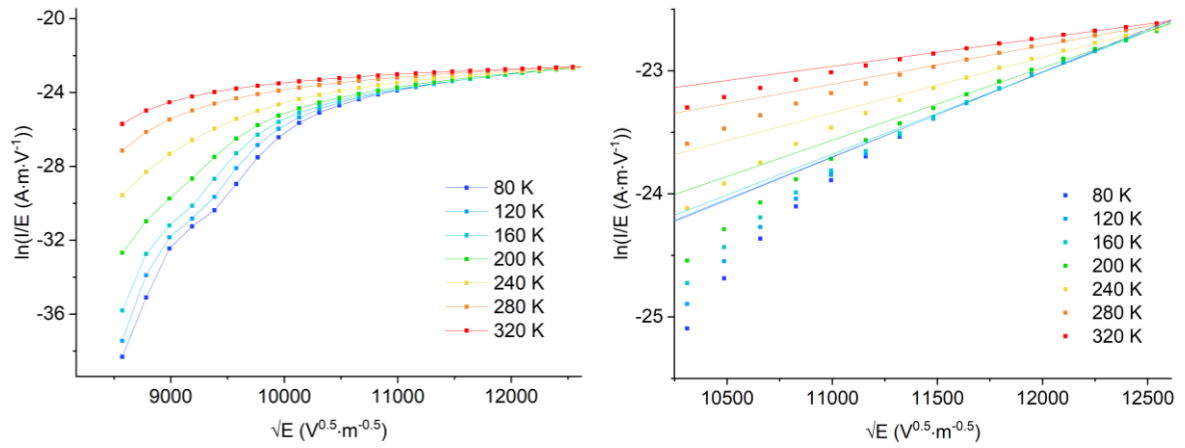 -20
-24
-28
-32
-36
ln(I/E (A·m·V⁻¹))
80 K
120 K
160 K
200 K
240 K
280 K
320 K
9000
10000
11000
12000
√E (V⁰·⁵·m⁻⁰·⁵)
-23
-24
-25
ln(I/E (A·m·V⁻¹))
80 K
120 K
160 K
200 K
240 K
280 K
320 K
10500
11000
11500
12000
12500
√E (V⁰·⁵·m⁻⁰·⁵)